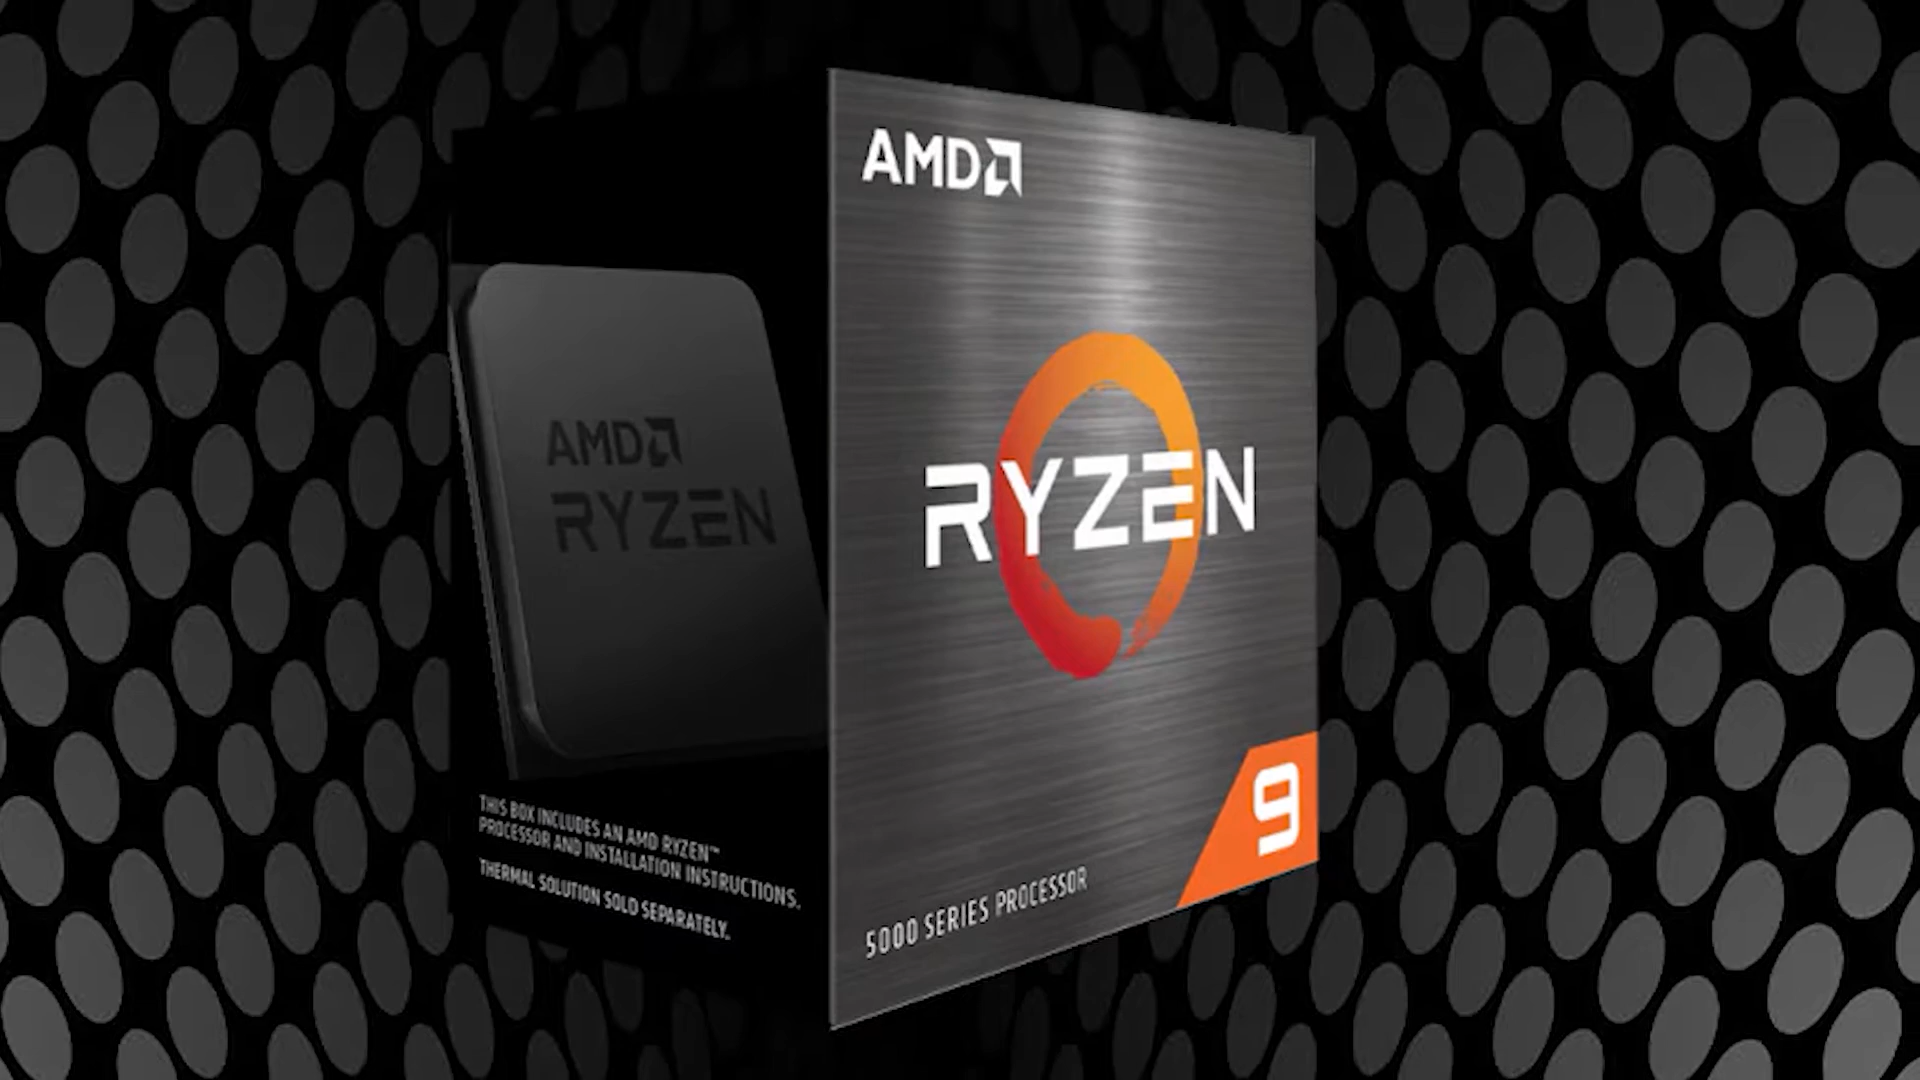 AMD
RYZEN
9
5000 SERIES PROCESSOR
AMD
RYZEN
THIS BOX INCLUDES AN AMD RYZEN™
PROCESSOR AND INSTALLATION INSTRUCTIONS.
THERMAL SOLUTION SOLD SEPARATELY.